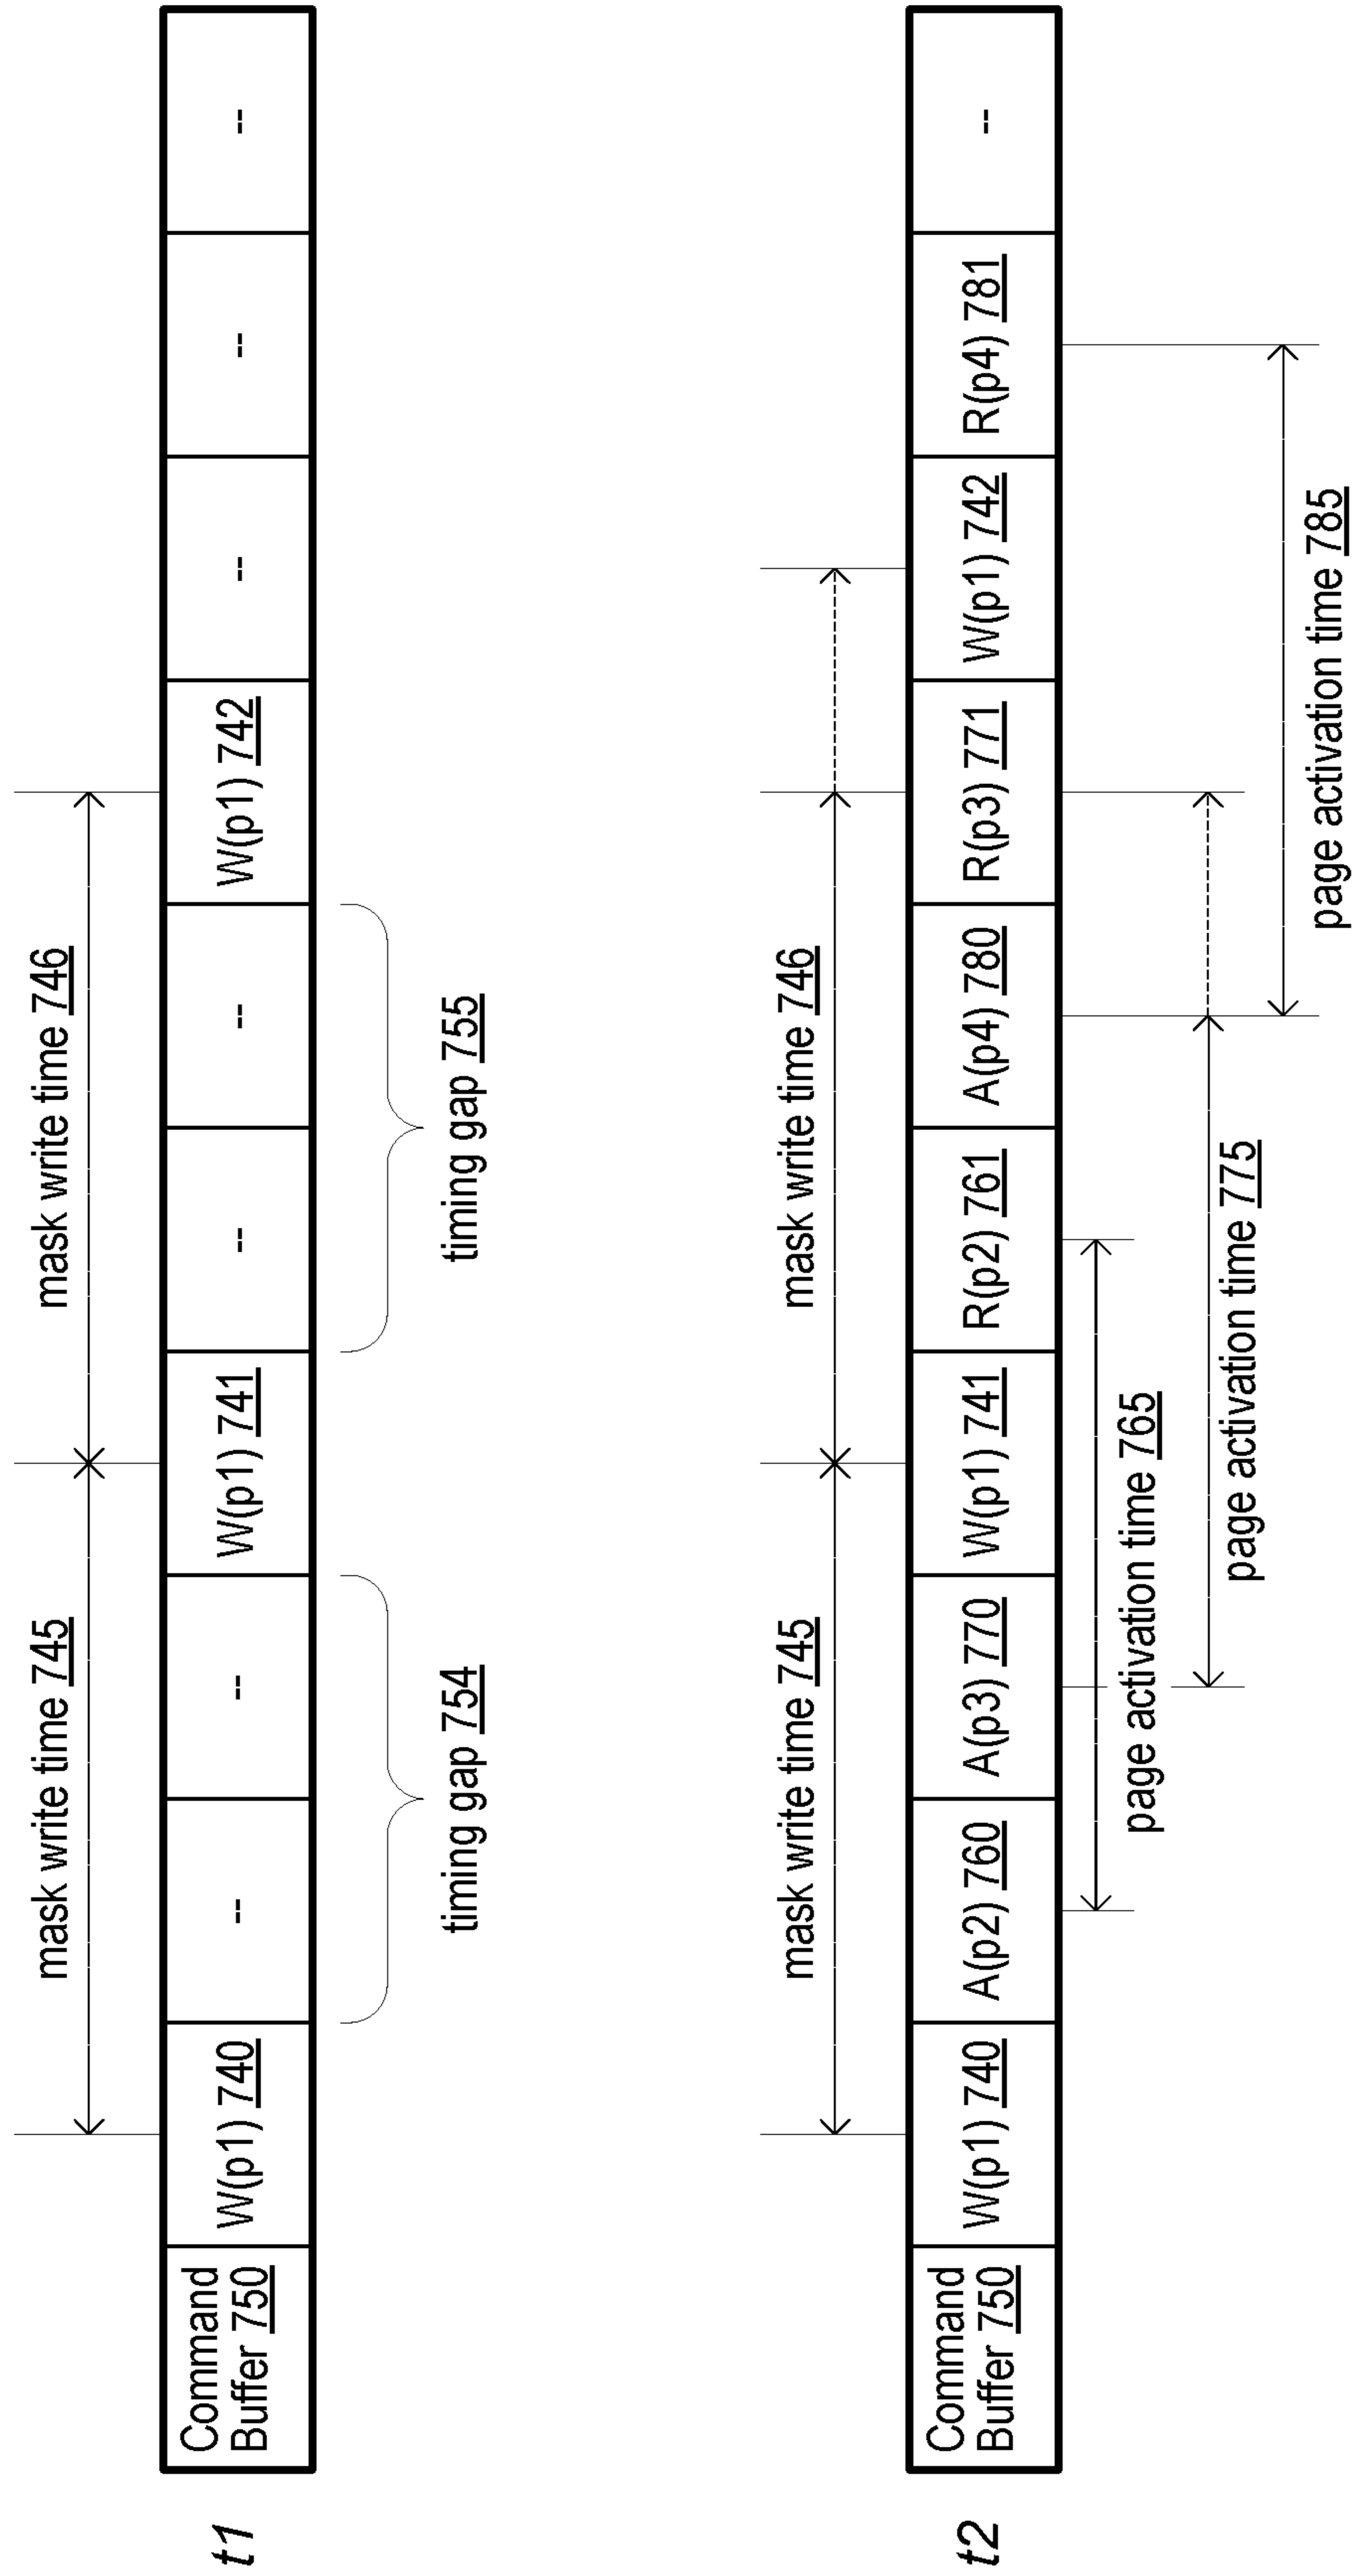 t1
mask write time 745
mask write time 746
Command
Buffer 750
W(p1) 740
--
--
W(p1) 741
--
--
W(p1) 742
--
--
--
timing gap 754
timing gap 755
t2
mask write time 745
mask write time 746
Command
Buffer 750
W(p1) 740
A(p2) 760
A(p3) 770
W(p1) 741
R(p2) 761
A(p4) 780
R(p3) 771
W(p1) 742
R(p4) 781
--
page activation time 765
page activation time 775
page activation time 785